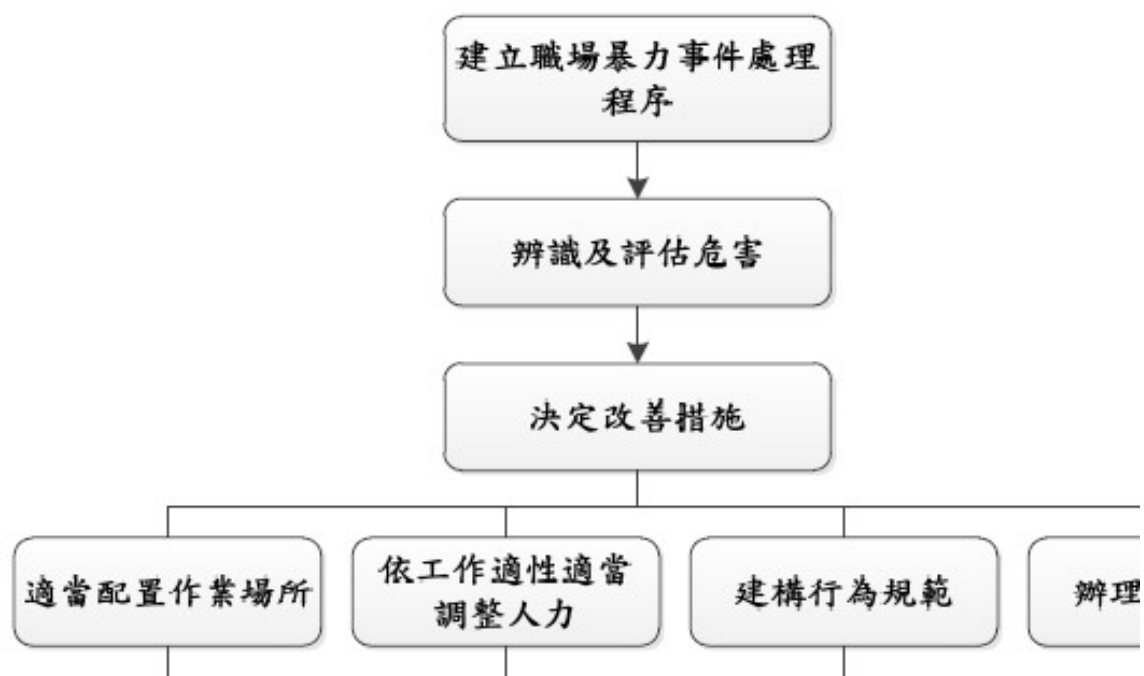 建立職場暴力事件處理
程序
辨識及評估危害
決定改善措施
適當配置作業場所
依工作適性適當
調整人力
建構行為規範
辦理